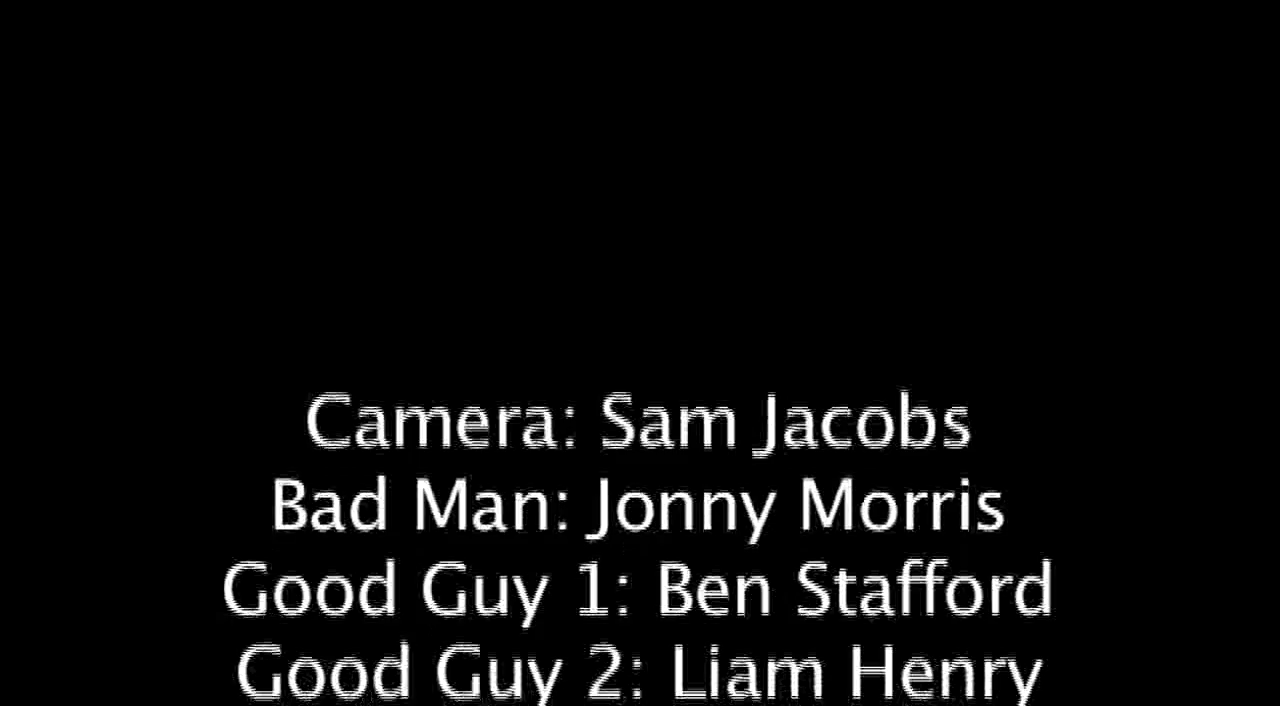 Camera: Sam Jacobs
Bad Man: Jonny Morris
Good Guy 1: Ben Stafford
Good Guy 2: Liam Henry